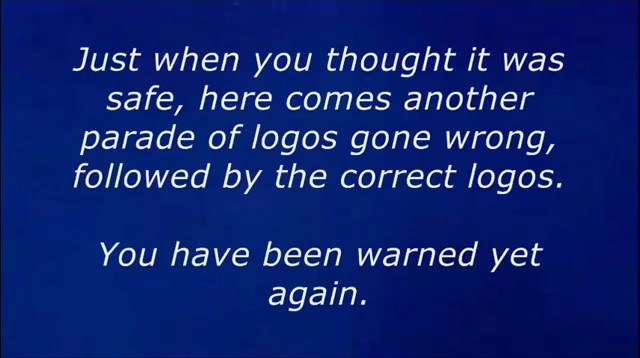 Just when you thought it was
safe, here comes another
parade of logos gone wrong,
followed by the correct logos.
You have been warned yet
again.